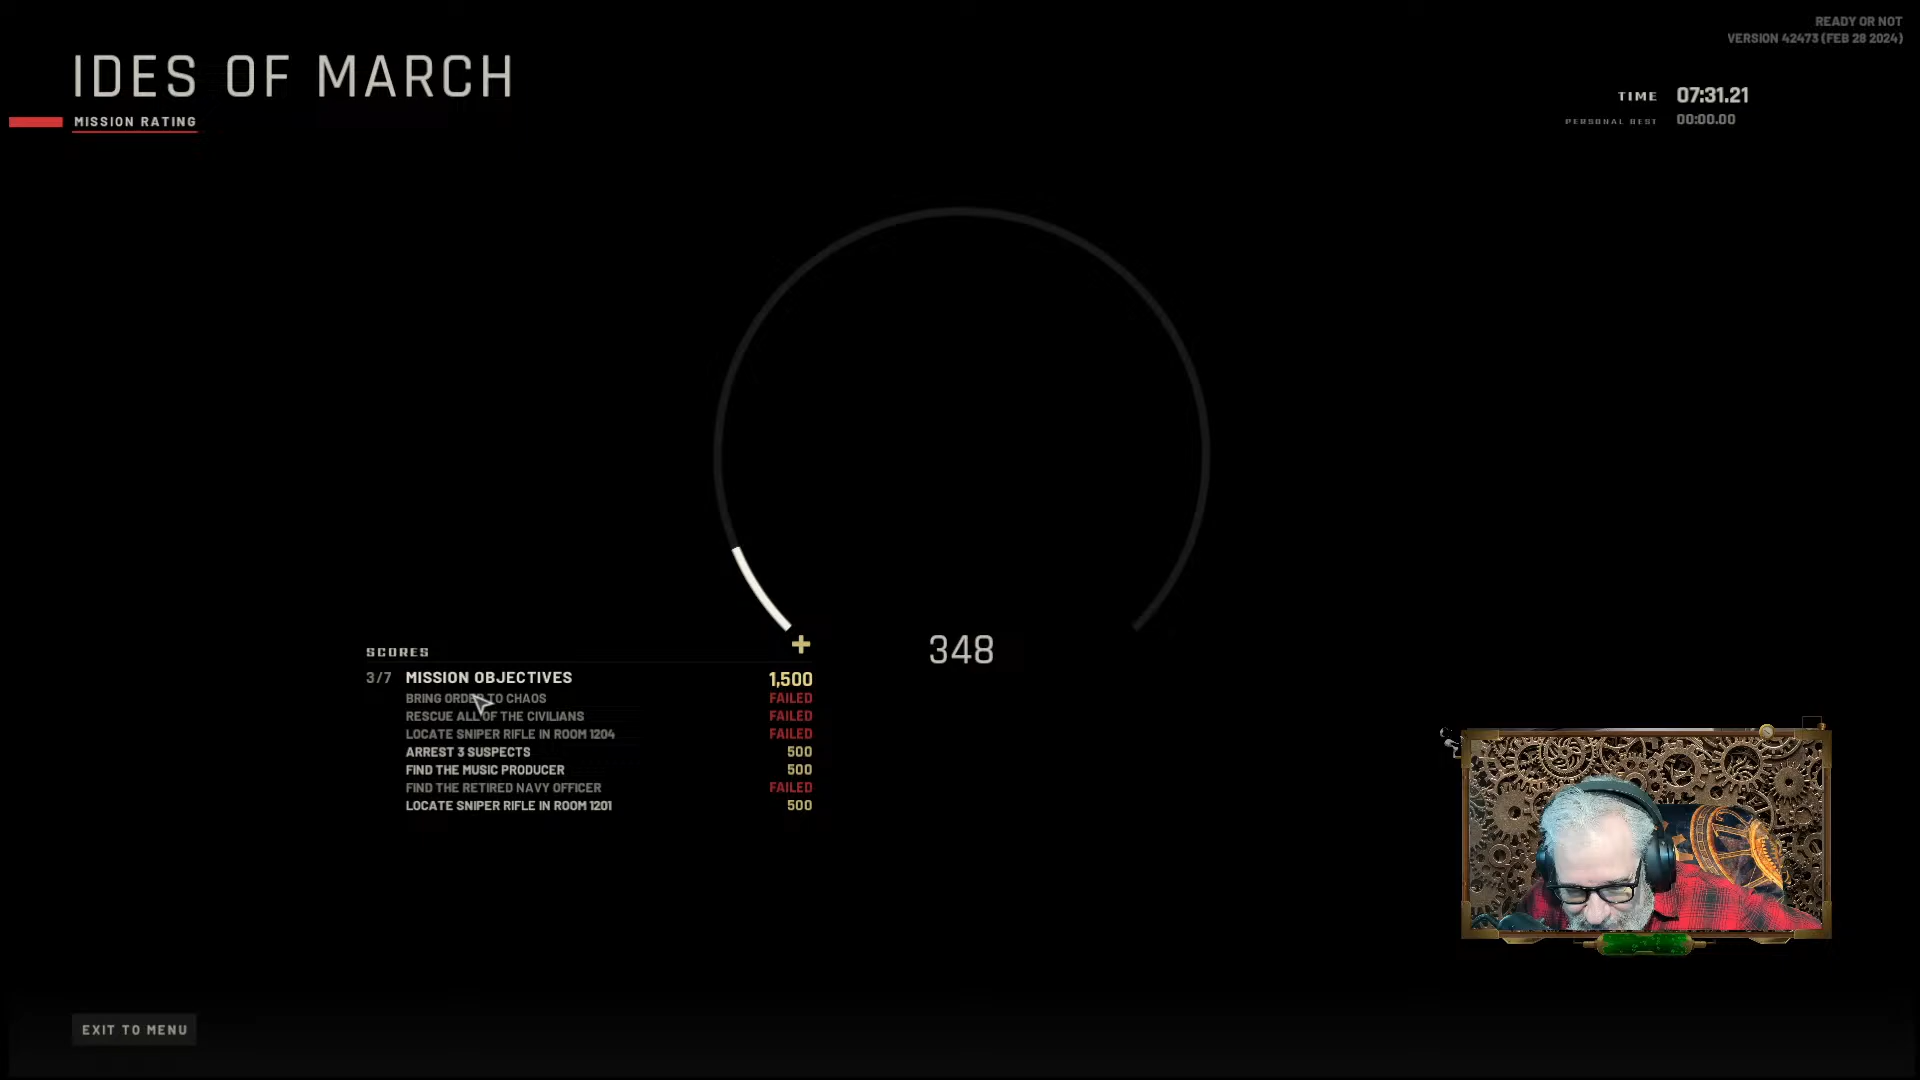 READY OR NOT
VERSION 42473 (FEB 28 2024)
IDES OF MARCH
MISSION RATING
TIME 07:31.21
PERSONAL BEST 00:00.00
348
SCORES +
3/7 MISSION OBJECTIVES 1,500
BRING ORDER TO CHAOS FAILED
RESCUE ALL OF THE CIVILIANS FAILED
LOCATE SNIPER RIFLE IN ROOM 1204 FAILED
ARREST 3 SUSPECTS 500
FIND THE MUSIC PRODUCER 500
FIND THE RETIRED NAVY OFFICER FAILED
LOCATE SNIPER RIFLE IN ROOM 1201 500
EXIT TO MENU